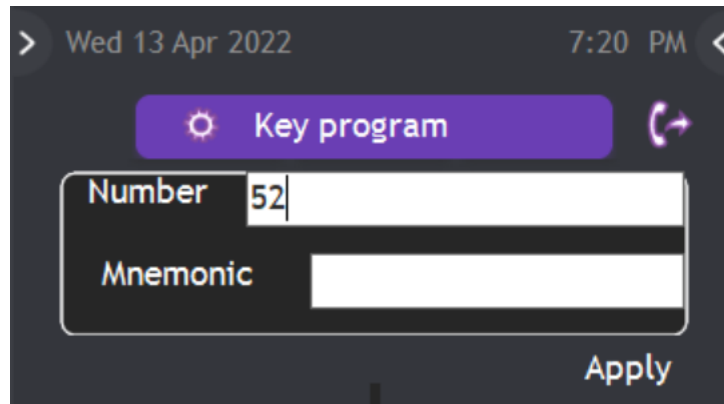 Wed 13 Apr 2022 7:20 PM
Key program
Number 52
Mnemonic
Apply